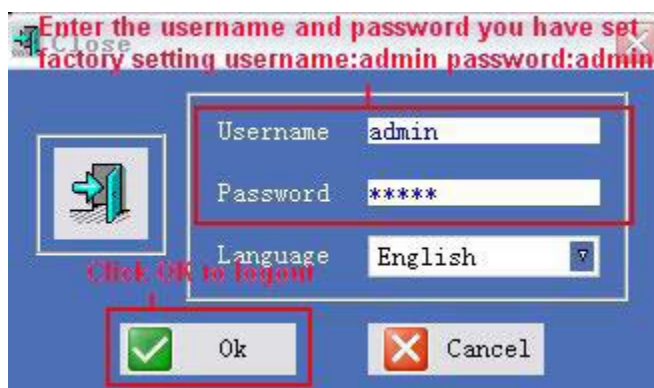 Enter the username and password you have set
Close
factory setting username:admin password:admin
Username admin
Password *****
Language English
Click OK to logout
Ok Cancel